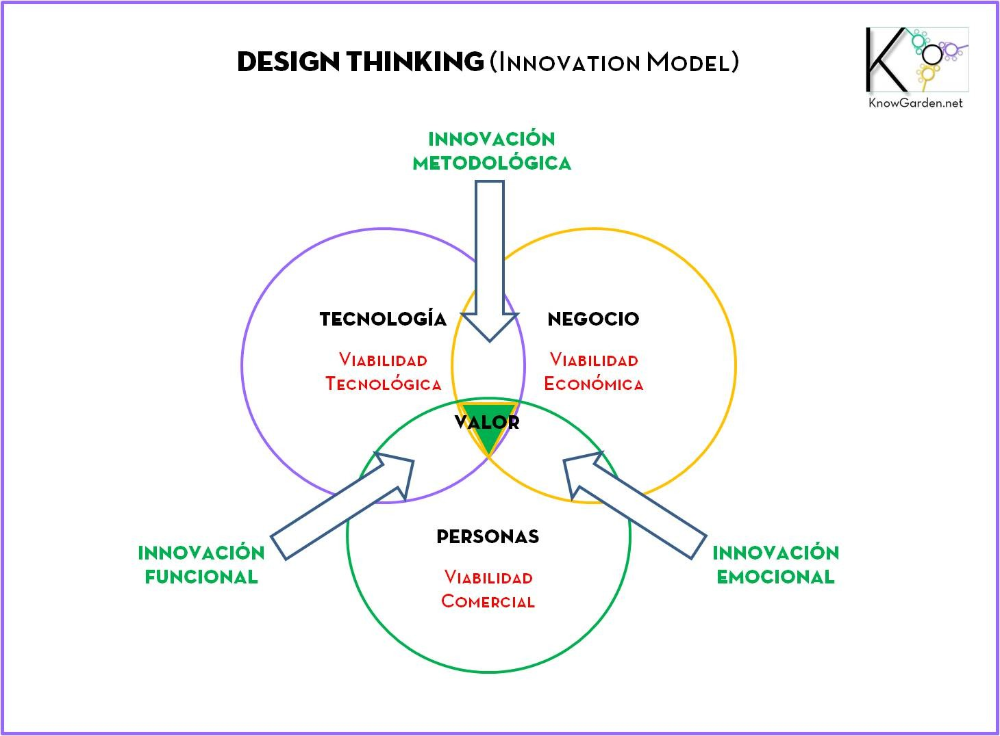 DESIGN THINKING (INNOVATION MODEL)
K
KnowGarden.net
INNOVACIÓN
METODOLÓGICA
TECNOLOGÍA
VIABILIDAD
TECNOLÓGICA
NEGOCIO
VIABILIDAD
ECONÓMICA
VALOR
PERSONAS
VIABILIDAD
COMERCIAL
INNOVACIÓN
FUNCIONAL
INNOVACIÓN
EMOCIONAL